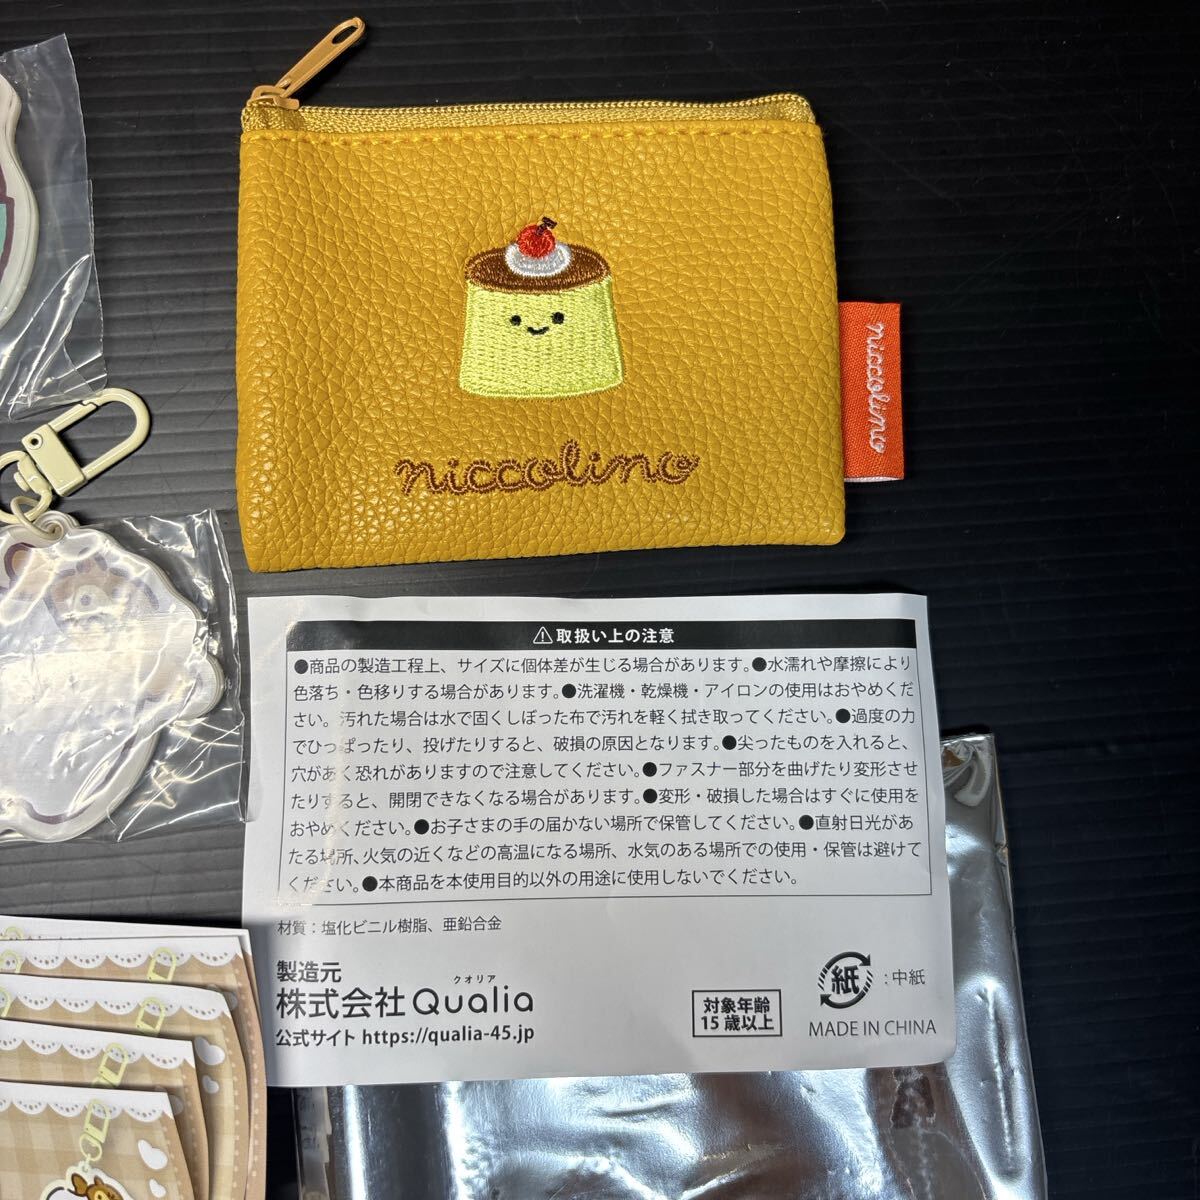 niccolino
niccolino
⚠取扱い上の注意
●商品の製造工程上、サイズに個体差が生じる場合があります。●水濡れや摩擦により
色落ち・色移りする場合があります。●洗濯機・乾燥機・アイロンの使用はおやめくだ
さい。汚れた場合は水で固くしぼった布で汚れを軽く拭き取ってください。●過度の力
でひっぱったり、投げたりすると、破損の原因となります。●尖ったものを入れると、
穴があく恐れがありますので注意してください。●ファスナー部分を曲げたり変形させ
たりすると、開閉できなくなる場合があります。●変形・破損した場合はすぐに使用を
おやめください。●お子さまの手の届かない場所で保管してください。●直射日光があ
たる場所、火気の近くなどの高温になる場所、水気のある場所での使用・保管は避けて
ください。●本商品を本使用目的以外の用途に使用しないでください。
材質：塩化ビニル樹脂、亜鉛合金
製造元
クオリア
株式会社 Qualia
公式サイト https://qualia-45.jp
対象年齢
15歳以上
紙
：中紙
MADE IN CHINA